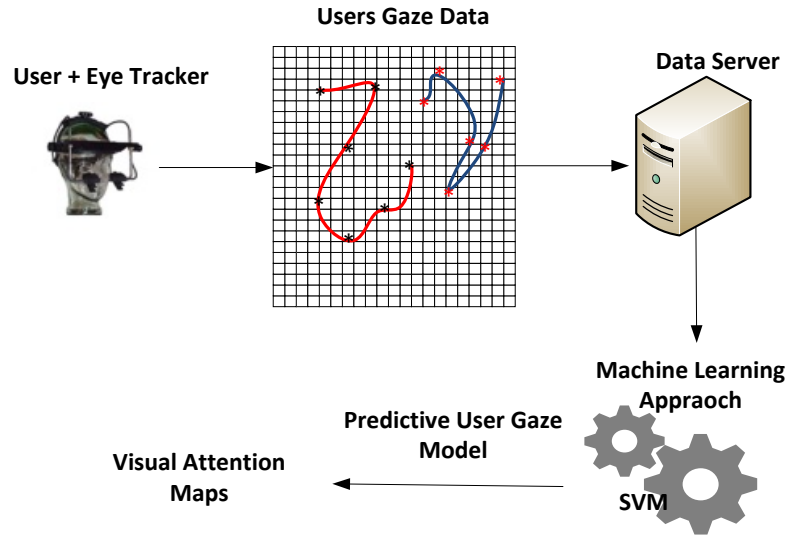 Users Gaze Data
User + Eye Tracker
Data Server
Machine Learning
Appraoch
SVM
Predictive User Gaze
Model
Visual Attention
Maps